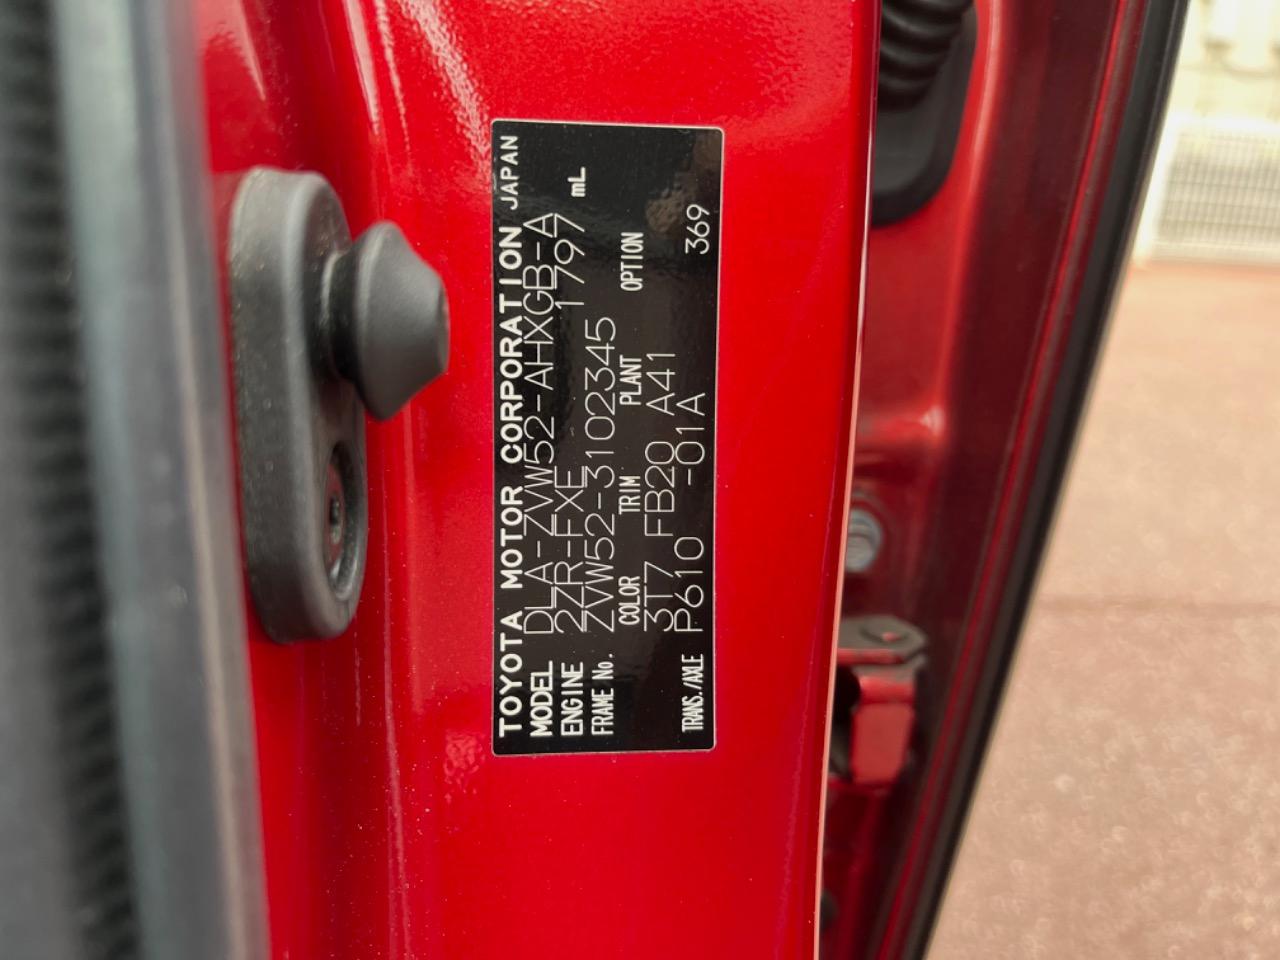 TOYOTA MOTOR CORPORATION JAPAN
MODEL DLA-ZVW52-AHXGB-A
ENGINE 2ZR-FXE 1797 mL
FRAME No. ZVW52-3102345
COLOR TRIM PLANT OPTION
3T7 FB20 A41
TRANS./AXLE P610 -01A 369